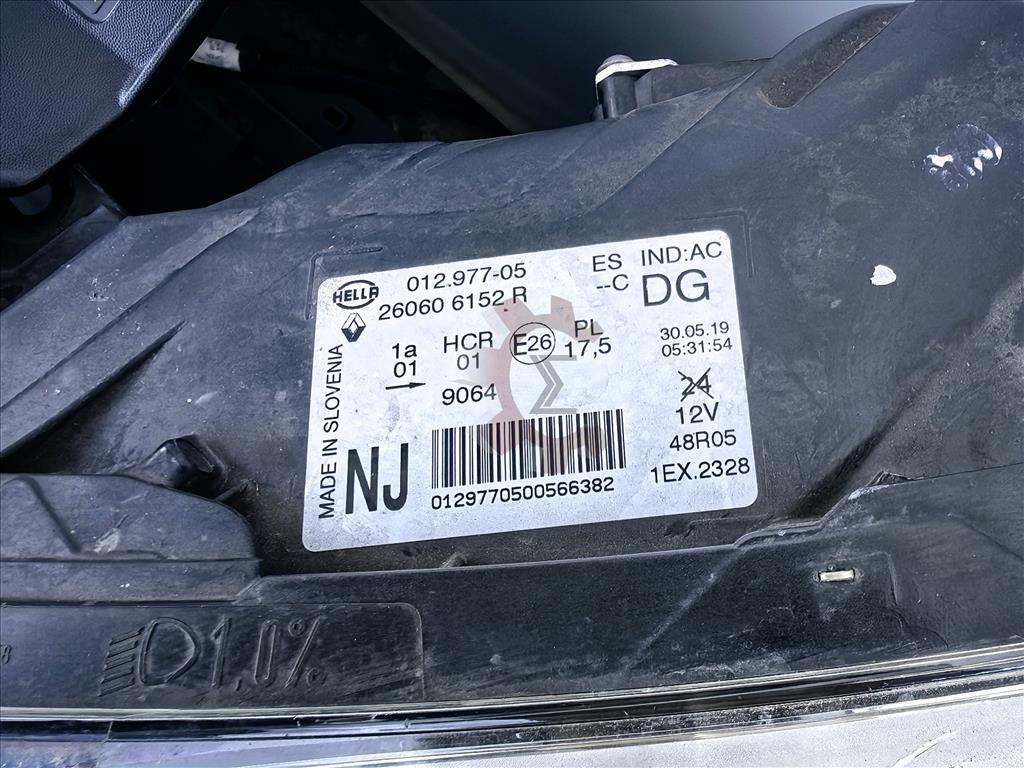 HELLA 012.977-05 ES IND:AC
26060 6152 R --C DG
1a HCR E26 PL 30.05.19
01 01 17,5 05:31:54
→ 9064 24
12V
MADE IN SLOVENIA
NJ 48R05
0129770500566382 1EX.2328
1,0%
8